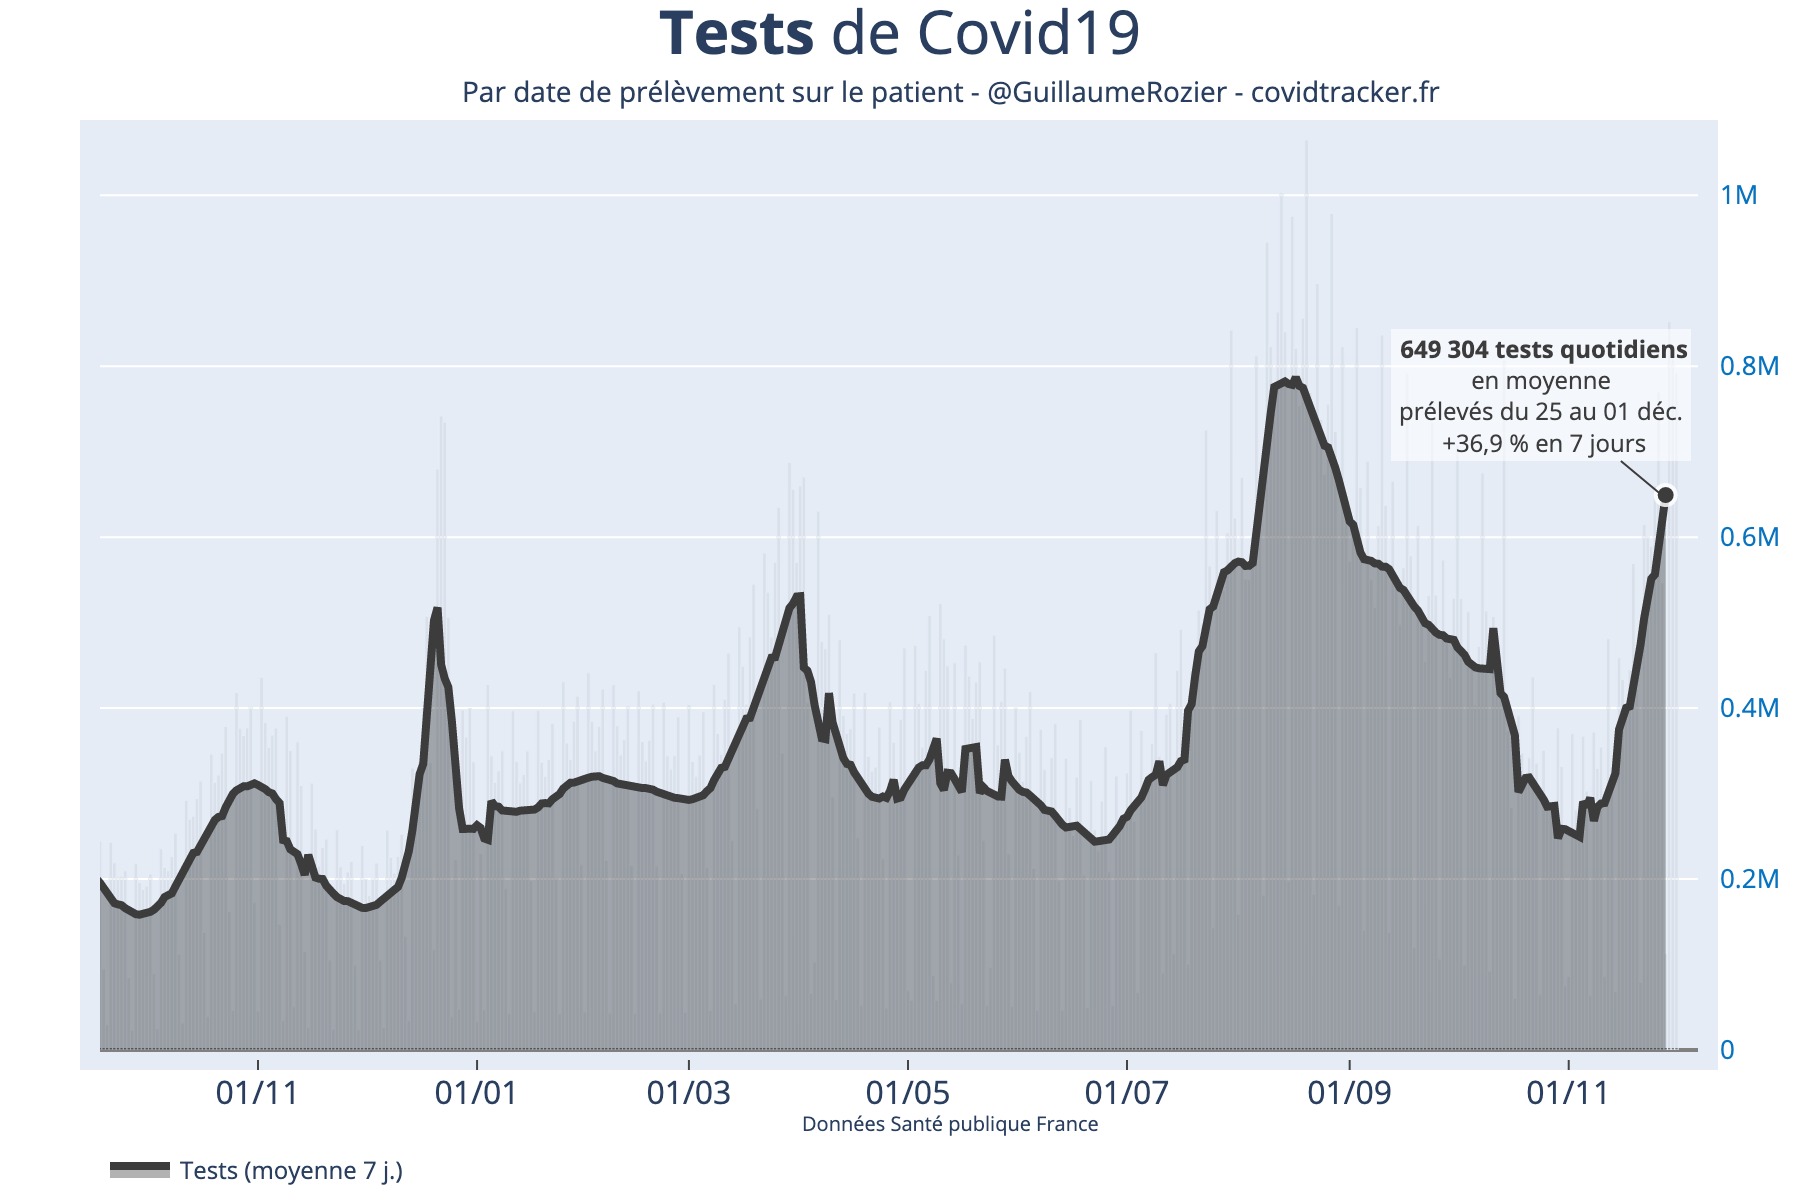 Tests de Covid19
Par date de prélèvement sur le patient - @GuillaumeRozier - covidtracker.fr
1M
649 304 tests quotidiens
en moyenne
prélevés du 25 au 01 déc.
+36,9 % en 7 jours
0.8M
0.6M
0.4M
0.2M
0
01/11 01/01 01/03 01/05 01/07 01/09 01/11
Données Santé publique France
Tests (moyenne 7 j.)